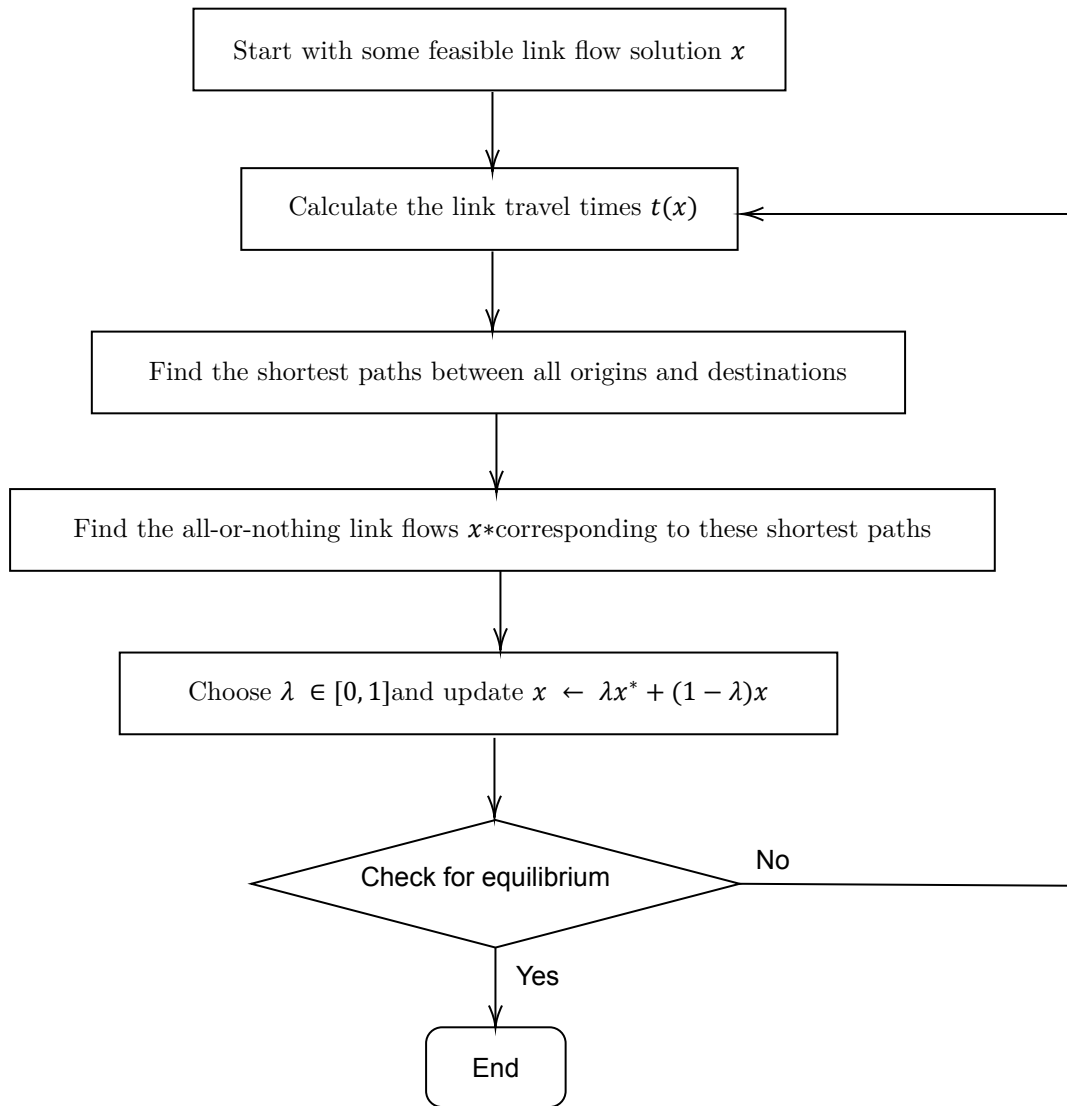 Start with some feasible link flow solution x
Calculate the link travel times t(x)
Find the shortest paths between all origins and destinations
Find the all-or-nothing link flows x*corresponding to these shortest paths
Choose λ ∈ [0, 1]and update x ← λx* + (1 − λ)x
Check for equilibrium
No
Yes
End